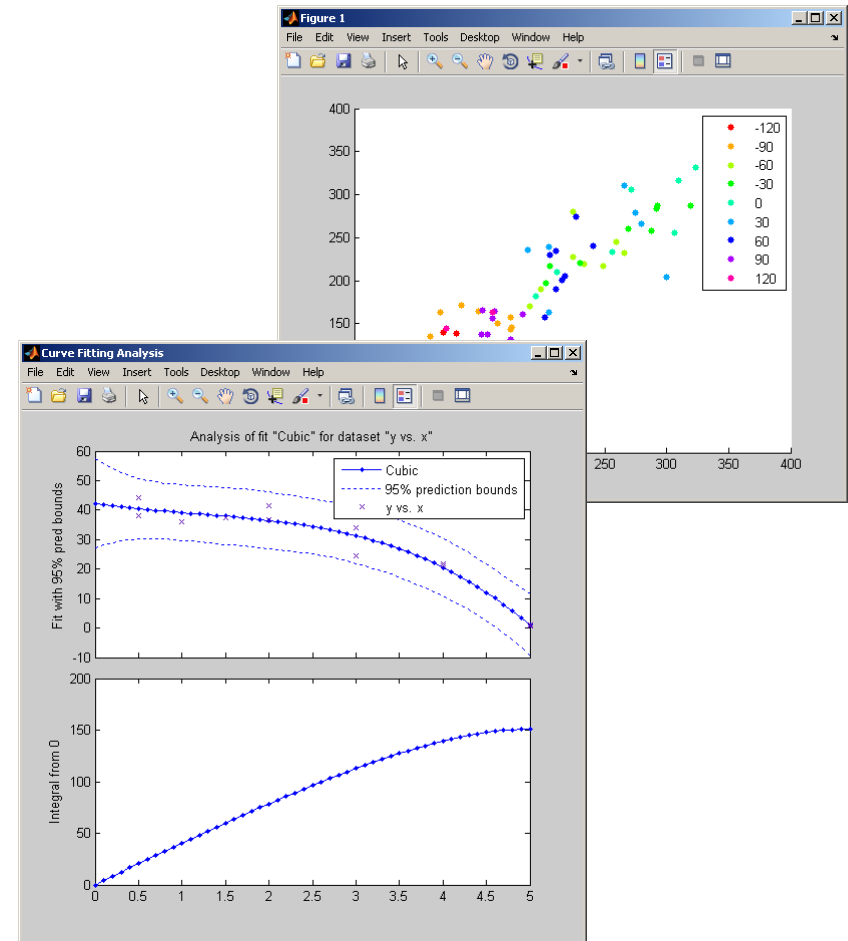 Figure 1
File Edit View Insert Tools Desktop Window Help
400
350
300
250
200
150
-120
-90
-60
-30
0
30
60
90
120
250 300 350 400
Curve Fitting Analysis
File Edit View Insert Tools Desktop Window Help
Analysis of fit "Cubic" for dataset "y vs. x"
Fit with 95% pred bounds
60
50
40
30
20
10
0
-10
Cubic
95% prediction bounds
y vs. x
Integral from 0
200
150
100
50
0
0 0.5 1 1.5 2 2.5 3 3.5 4 4.5 5